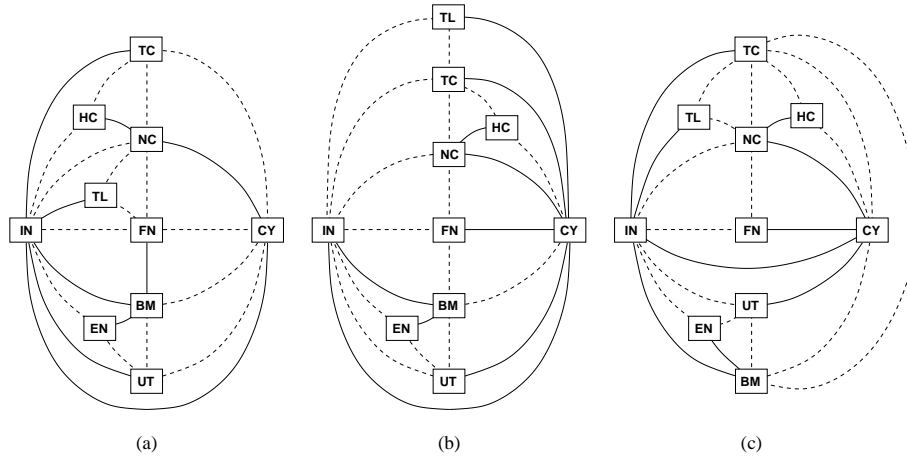 TC
HC
NC
TL
IN
FN
CY
BM
EN
UT
(a)
TL
TC
HC
NC
IN
FN
CY
BM
EN
UT
(b)
TC
TL
HC
NC
IN
FN
CY
UT
EN
BM
(c)